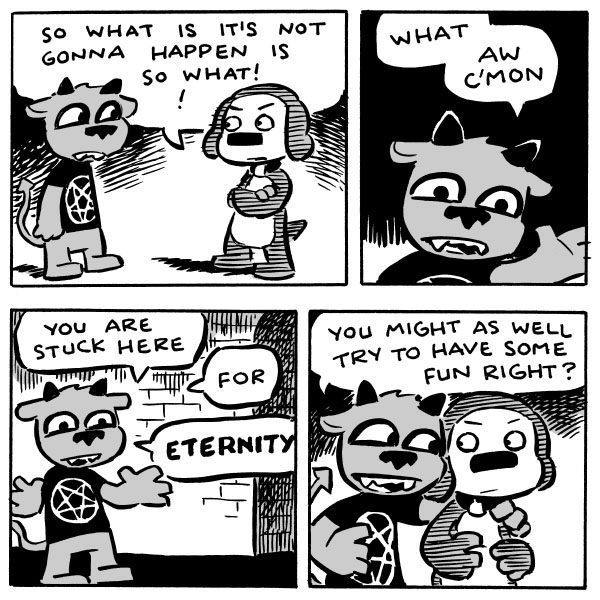 SO WHAT IS IT'S NOT
GONNA HAPPEN IS
SO WHAT!
!
WHAT
AW
C'MON
YOU ARE
STUCK HERE
FOR
ETERNITY
YOU MIGHT AS WELL
TRY TO HAVE SOME
FUN RIGHT?